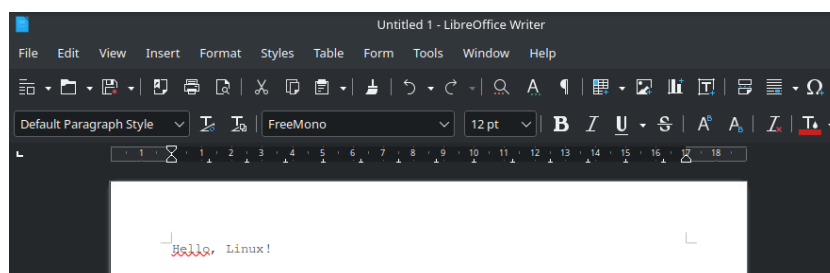 Untitled 1 - LibreOffice Writer
File Edit View Insert Format Styles Table Form Tools Window Help
Default Paragraph Style FreeMono 12 pt B I U S A B A B I T
1 1 2 3 4 5 6 7 8 9 10 11 12 13 14 15 16 17 18
Hello, Linux!